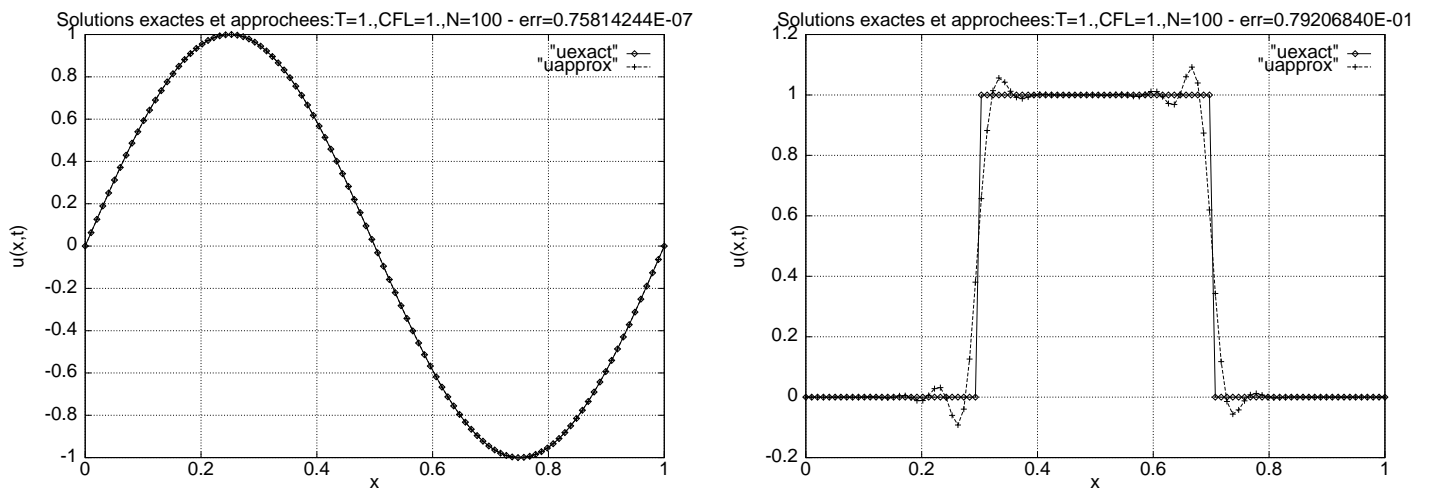 Solutions exactes et approchees:T=1.,CFL=1.,N=100 - err=0.75814244E-07
"uexact"
"uapprox"
1
0.8
0.6
0.4
0.2
0
-0.2
-0.4
-0.6
-0.8
-1
u(x,t)
0 0.2 0.4 0.6 0.8 1
x
Solutions exactes et approchees:T=1.,CFL=1.,N=100 - err=0.79206840E-01
"uexact"
"uapprox"
1.2
1
0.8
0.6
0.4
0.2
0
-0.2
u(x,t)
0 0.2 0.4 0.6 0.8 1
x